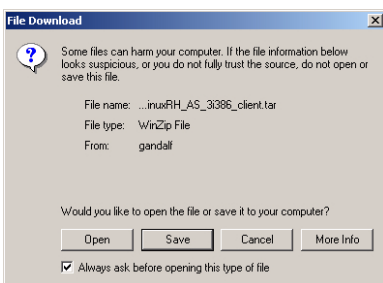 File Download
Some files can harm your computer. If the file information below
looks suspicious, or you do not fully trust the source, do not open or
save this file.
File name: ...inuxRH_AS_3i386_client.tar
File type: WinZip File
From: gandalf
Would you like to open the file or save it to your computer?
Open Save Cancel More Info
Always ask before opening this type of file